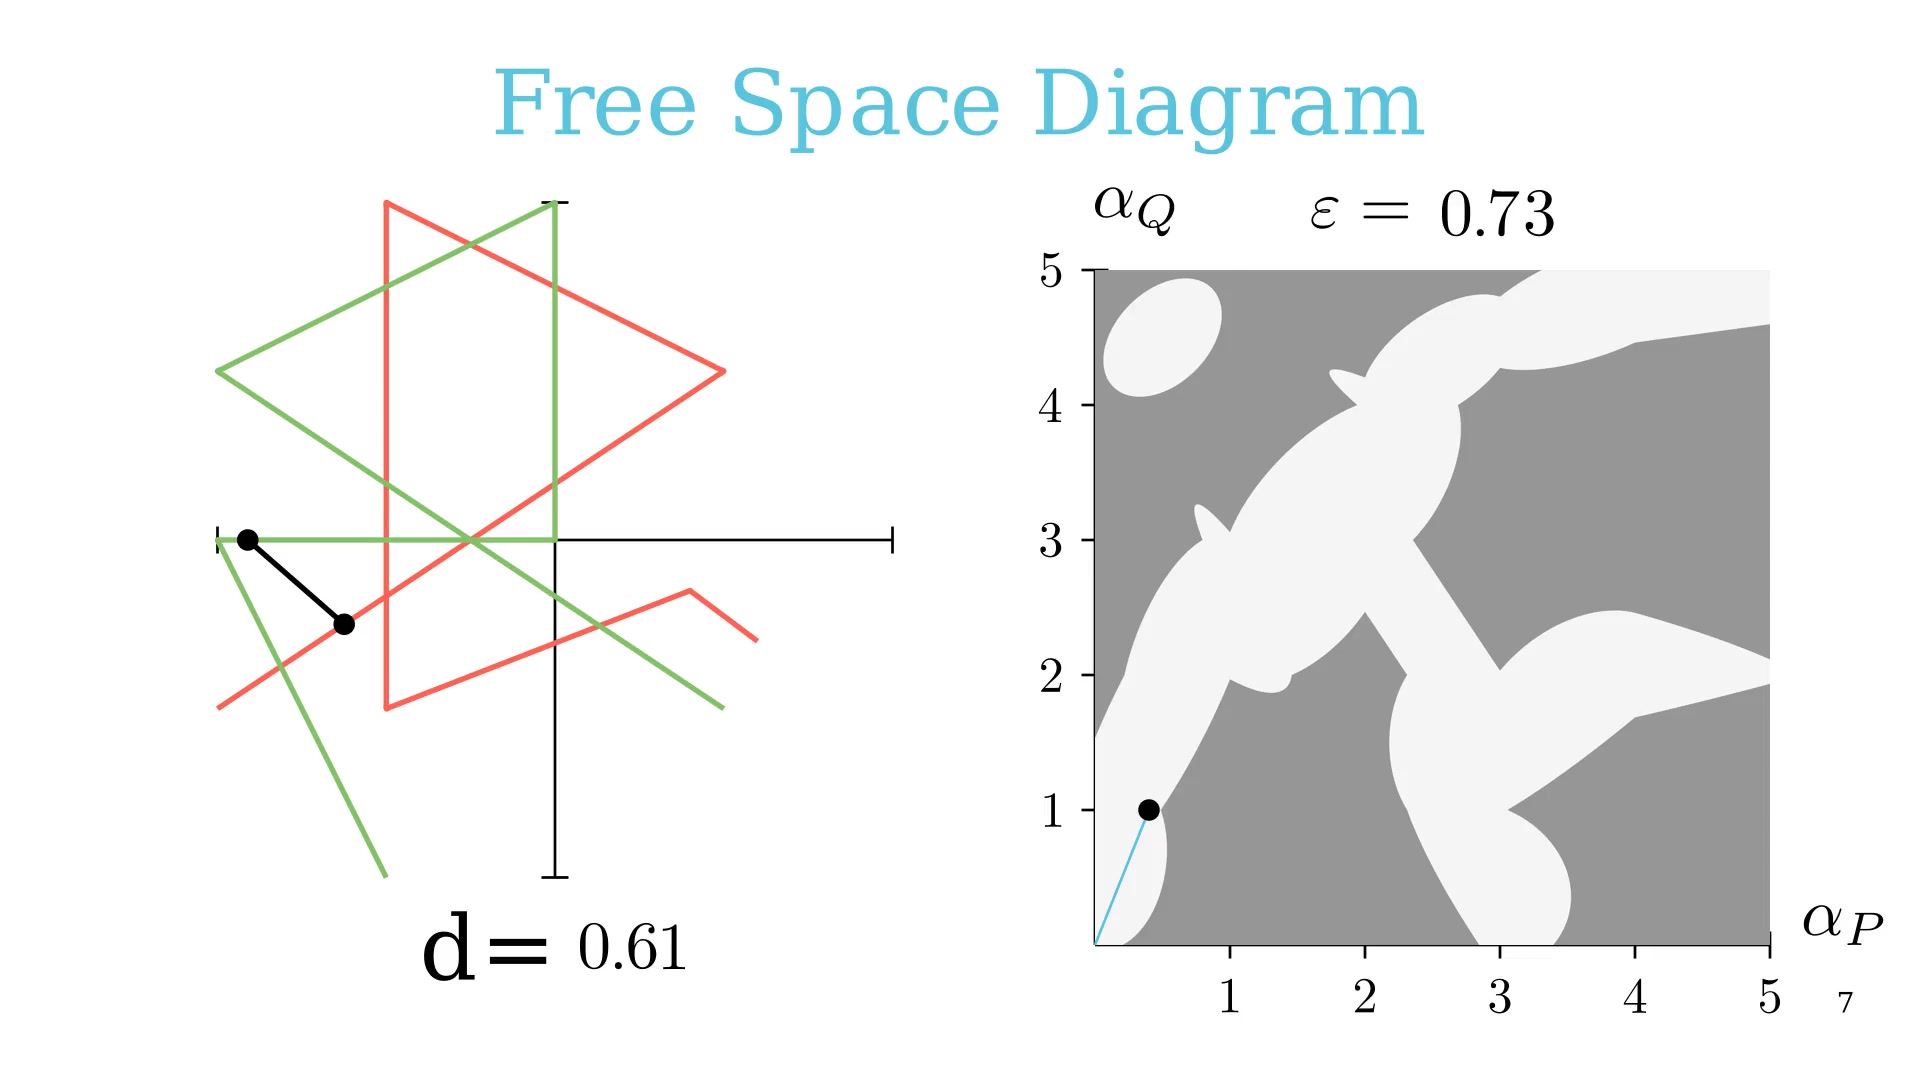 Free Space Diagram
α_Q
ε = 0.73
5
4
3
2
1
α_P
1 2 3 4 5
d= 0.61
7